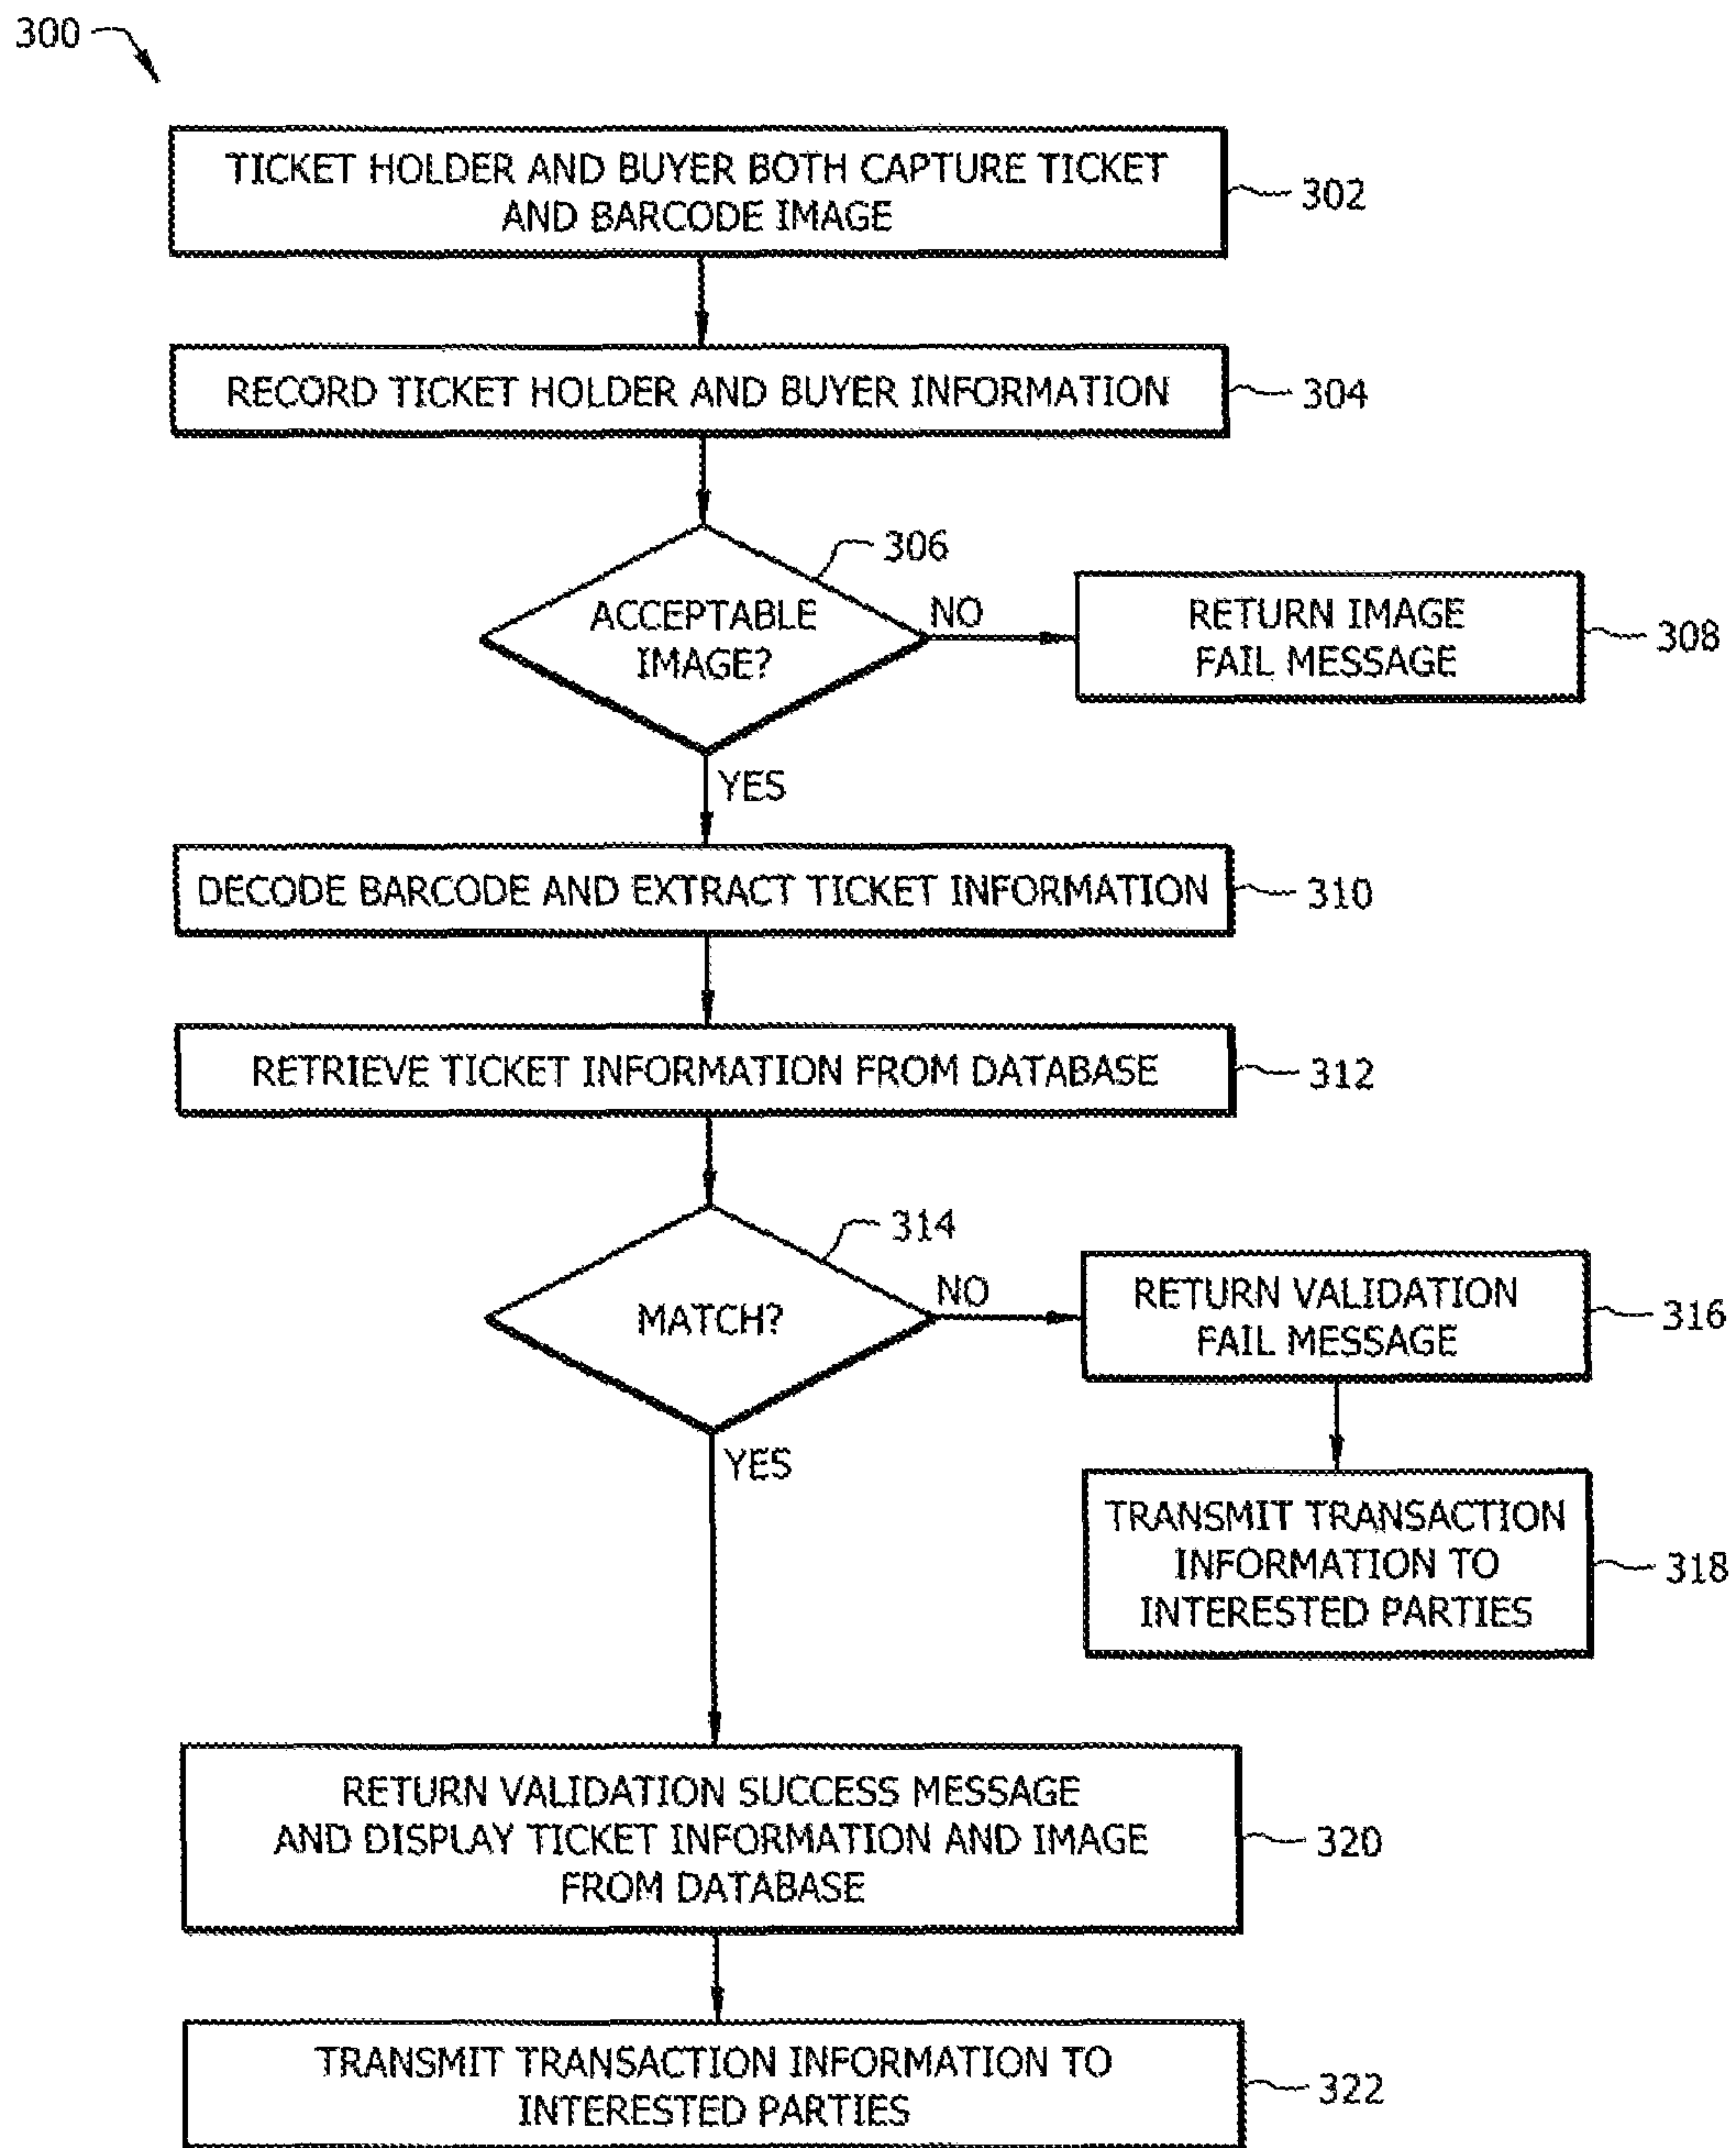 300
TICKET HOLDER AND BUYER BOTH CAPTURE TICKET
AND BARCODE IMAGE
302
RECORD TICKET HOLDER AND BUYER INFORMATION
304
306
ACCEPTABLE
IMAGE?
NO
RETURN IMAGE
FAIL MESSAGE
308
YES
DECODE BARCODE AND EXTRACT TICKET INFORMATION
310
RETRIEVE TICKET INFORMATION FROM DATABASE
312
314
MATCH?
NO
RETURN VALIDATION
FAIL MESSAGE
316
YES
TRANSMIT TRANSACTION
INFORMATION TO
INTERESTED PARTIES
318
RETURN VALIDATION SUCCESS MESSAGE
AND DISPLAY TICKET INFORMATION AND IMAGE
FROM DATABASE
320
TRANSMIT TRANSACTION INFORMATION TO
INTERESTED PARTIES
322